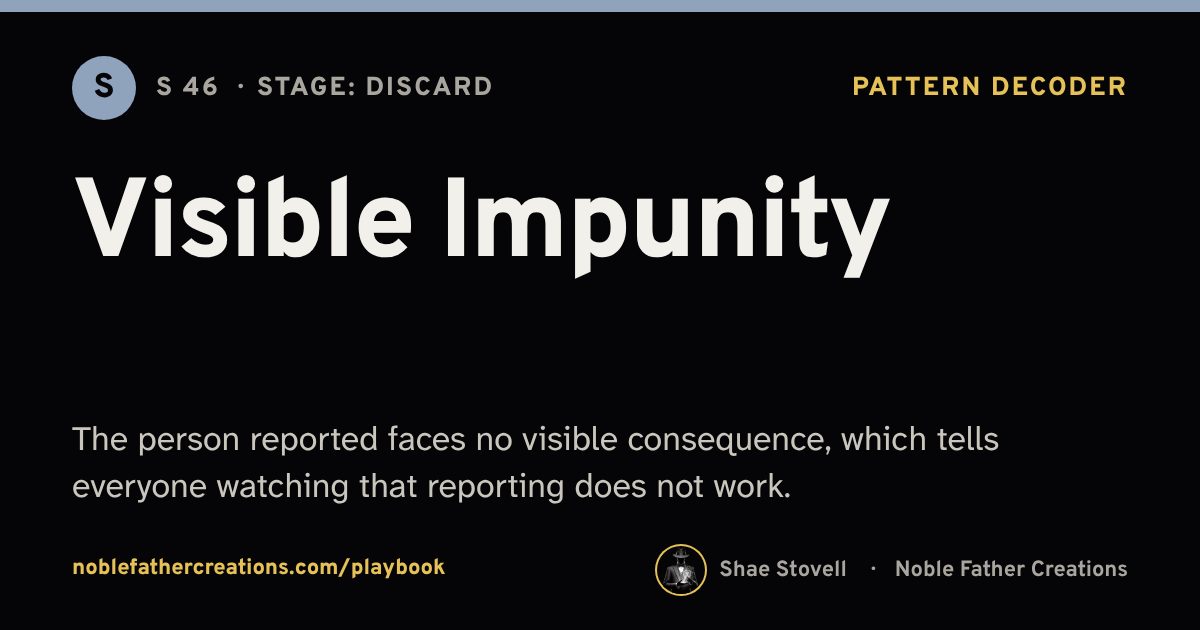 S
S 46 · STAGE: DISCARD
PATTERN DECODER
Visible Impunity
The person reported faces no visible consequence, which tells
everyone watching that reporting does not work.
noblefathercreations.com/playbook
Shae Stovell · Noble Father Creations